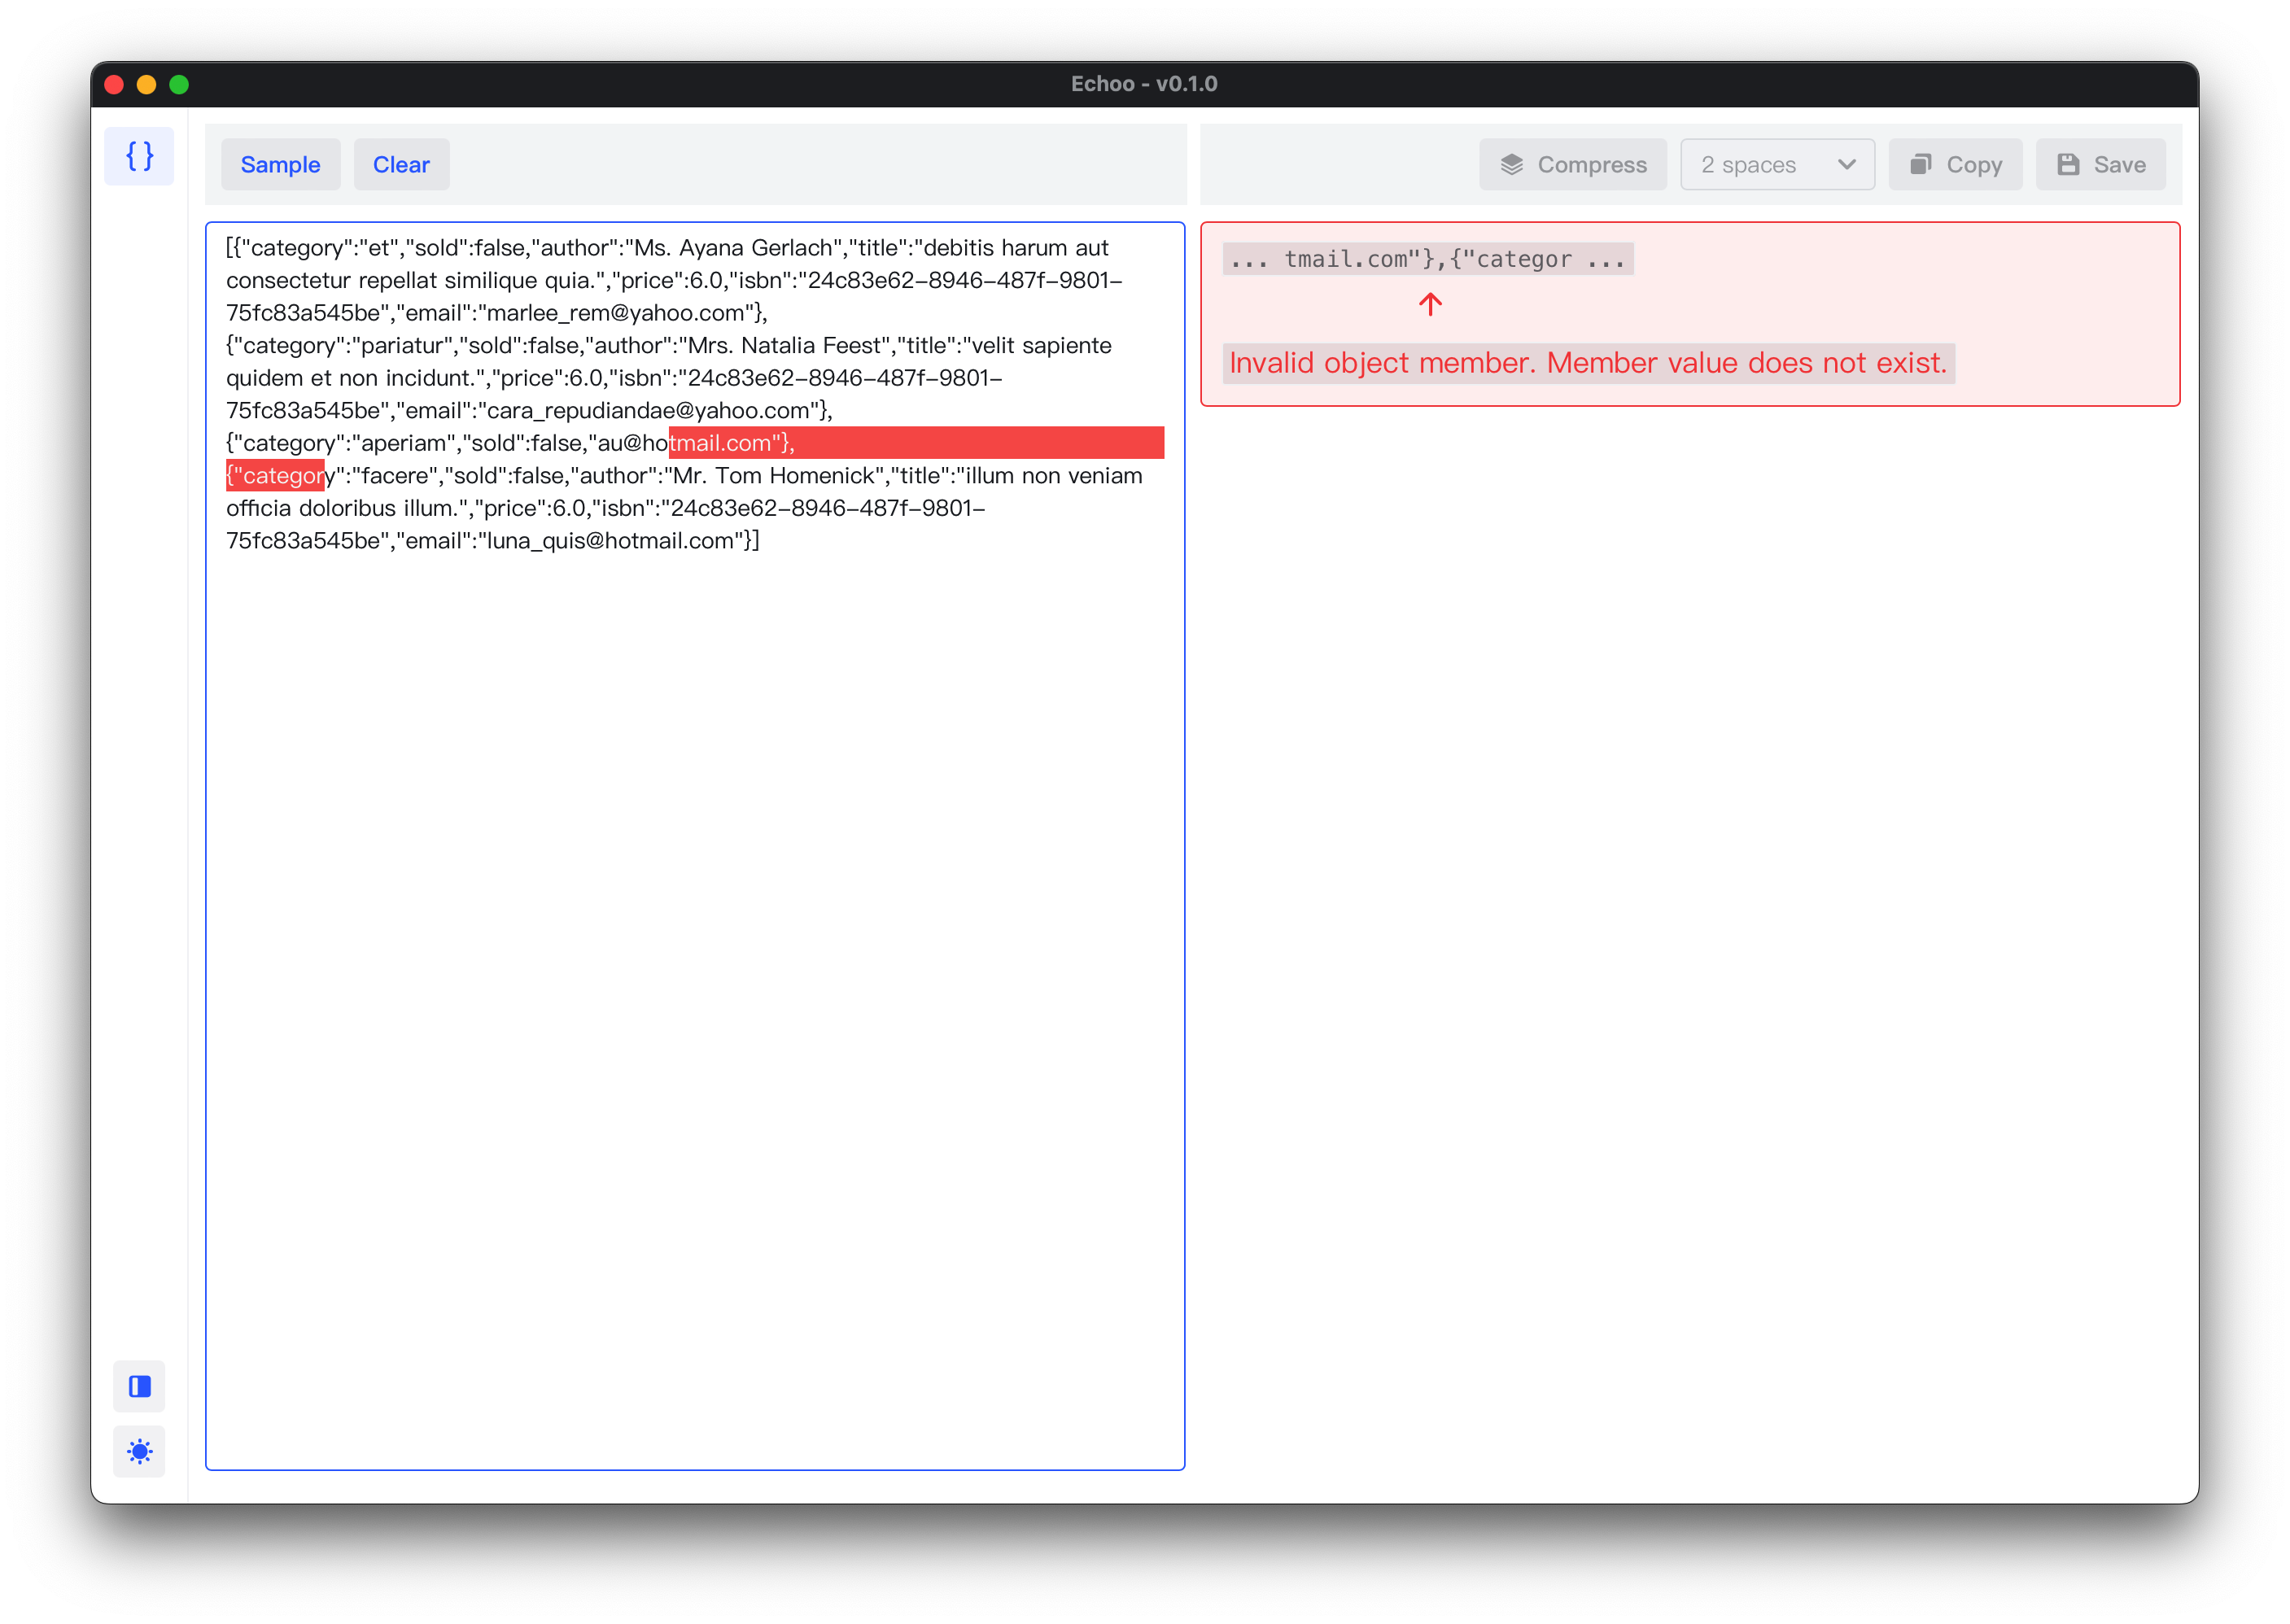 Echoo - v0.1.0
{ }
Sample
Clear
Compress
2 spaces
Copy
Save
[{"category":"et","sold":false,"author":"Ms. Ayana Gerlach","title":"debitis harum aut
consectetur repellat similique quia.","price":6.0,"isbn":"24c83e62-8946-487f-9801-
75fc83a545be","email":"marlee_rem@yahoo.com"},
{"category":"pariatur","sold":false,"author":"Mrs. Natalia Feest","title":"velit sapiente
quidem et non incidunt.","price":6.0,"isbn":"24c83e62-8946-487f-9801-
75fc83a545be","email":"cara_repudiandae@yahoo.com"},
{"category":"aperiam","sold":false,"au@hotmail.com"},
{"category":"facere","sold":false,"author":"Mr. Tom Homenick","title":"illum non veniam
officia doloribus illum.","price":6.0,"isbn":"24c83e62-8946-487f-9801-
75fc83a545be","email":"luna_quis@hotmail.com"}]
... tmail.com"},{"categor ...
Invalid object member. Member value does not exist.